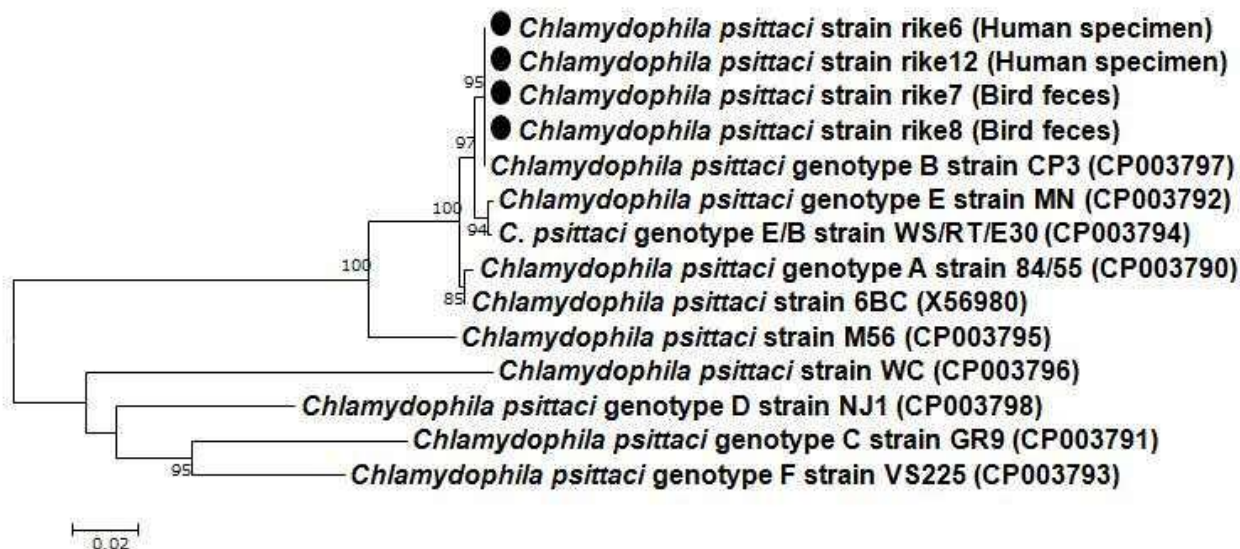 Chlamydophila psittaci strain rike6 (Human specimen)
Chlamydophila psittaci strain rike12 (Human specimen)
95
Chlamydophila psittaci strain rike7 (Bird feces)
Chlamydophila psittaci strain rike8 (Bird feces)
97
Chlamydophila psittaci genotype B strain CP3 (CP003797)
Chlamydophila psittaci genotype E strain MN (CP003792)
100
94
C. psittaci genotype E/B strain WS/RT/E30 (CP003794)
100
Chlamydophila psittaci genotype A strain 84/55 (CP003790)
85
Chlamydophila psittaci strain 6BC (X56980)
Chlamydophila psittaci strain M56 (CP003795)
Chlamydophila psittaci strain WC (CP003796)
Chlamydophila psittaci genotype D strain NJ1 (CP003798)
Chlamydophila psittaci genotype C strain GR9 (CP003791)
95
Chlamydophila psittaci genotype F strain VS225 (CP003793)
0.02